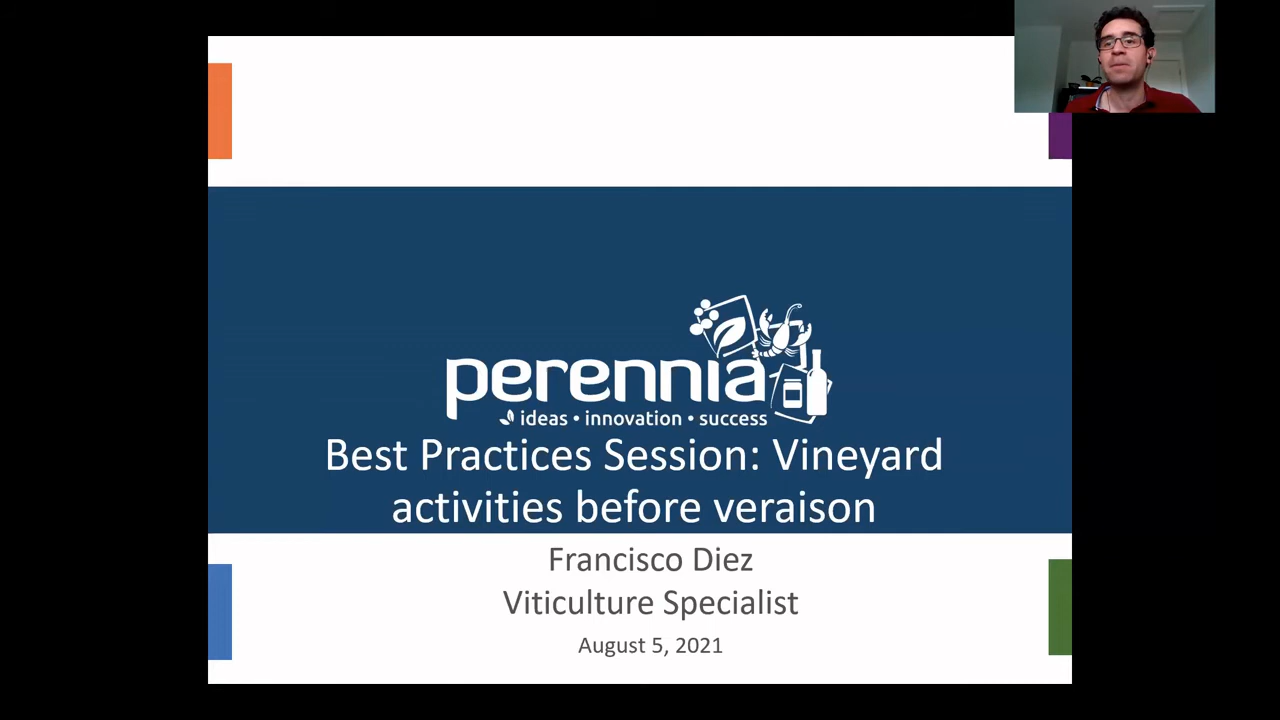 perennia
ideas • innovation • success
Best Practices Session: Vineyard
activities before veraison
Francisco Diez
Viticulture Specialist
August 5, 2021